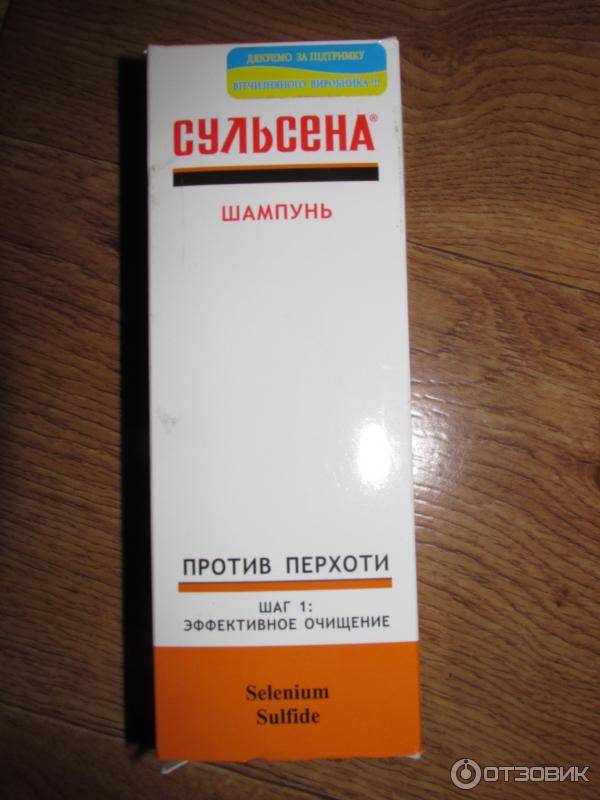 ДЯКУЄМО ЗА ПІДТРИМКУ
ВІТЧИЗНЯНОГО ВИРОБНИКА !!!
СУЛЬСЕНА®
ШАМПУНЬ
ПРОТИВ ПЕРХОТИ
ШАГ 1:
ЭФФЕКТИВНОЕ ОЧИЩЕНИЕ
Selenium
Sulfide
ОТЗОВИК